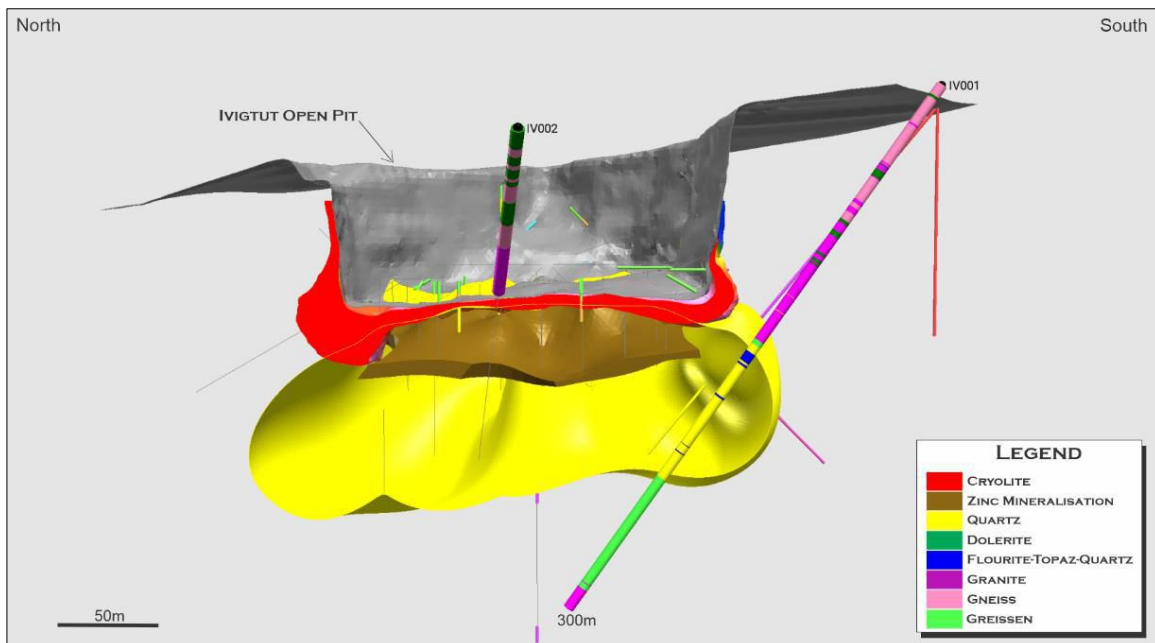 North
South
IVIGTUT OPEN PIT
IV002
IV001
50m
300m
LEGEND
CRYOLITE
ZINC MINERALISATION
QUARTZ
DOLERITE
FLOURITE-TOPAZ-QUARTZ
GRANITE
GNEISS
GREISSEN